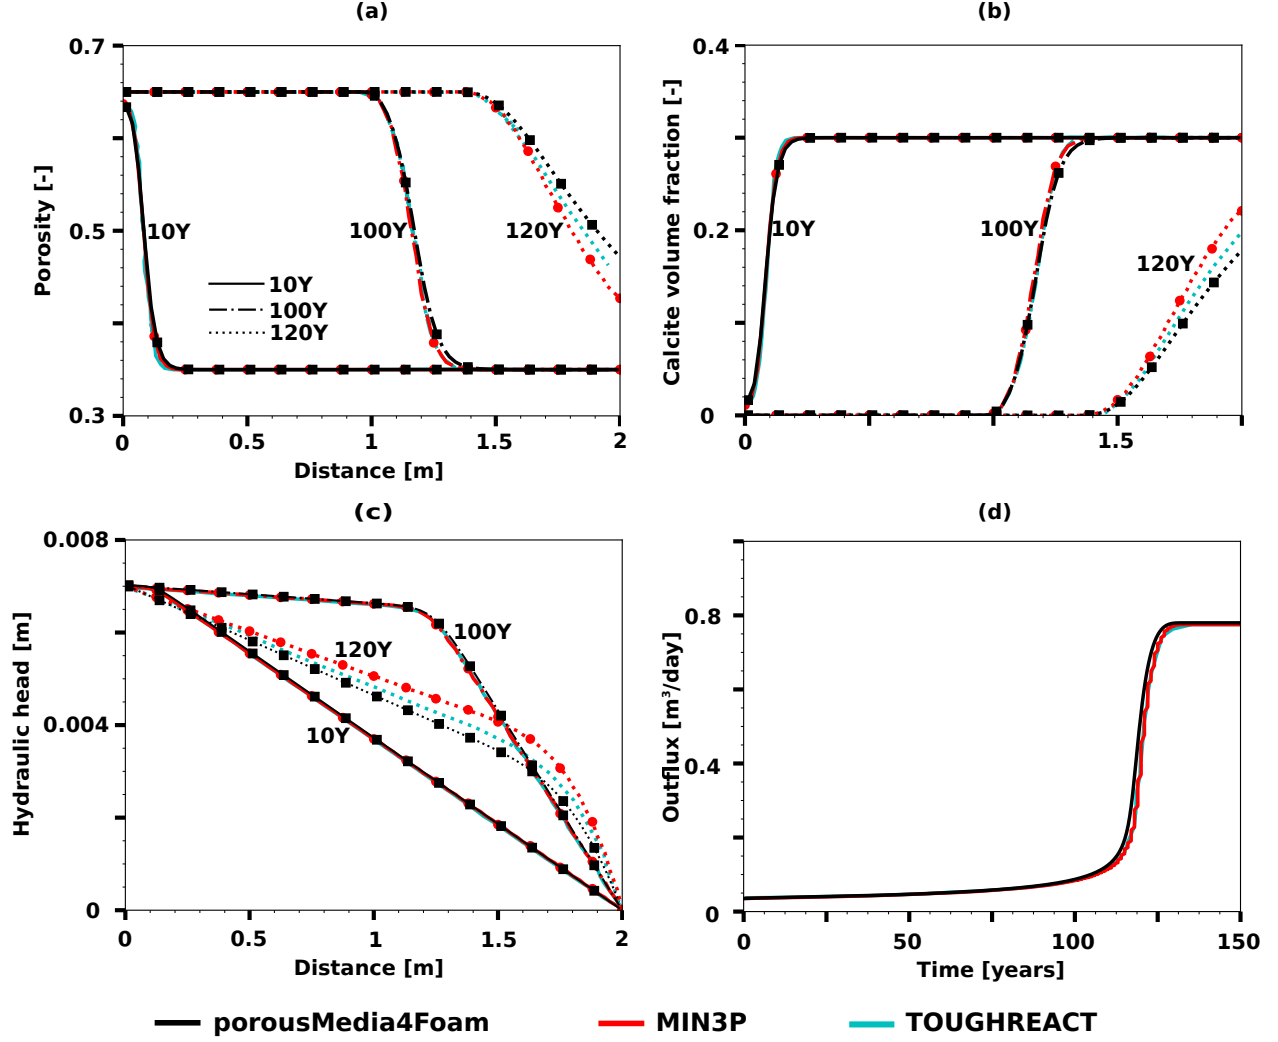 (a)
(b)
0.7
0.5
0.3
Porosity [-]
10Y
100Y
120Y
10Y
100Y
120Y
0
0.5
1
1.5
2
Distance [m]
0.4
0.2
0
Calcite volume fraction [-]
10Y
100Y
120Y
0
1.5
(c)
(d)
0.008
0.004
0
Hydraulic head [m]
100Y
120Y
10Y
0
0.5
1
1.5
2
Distance [m]
0.8
0.4
0
Outflux [m³/day]
0
50
100
150
Time [years]
porousMedia4Foam
MIN3P
TOUGHREACT